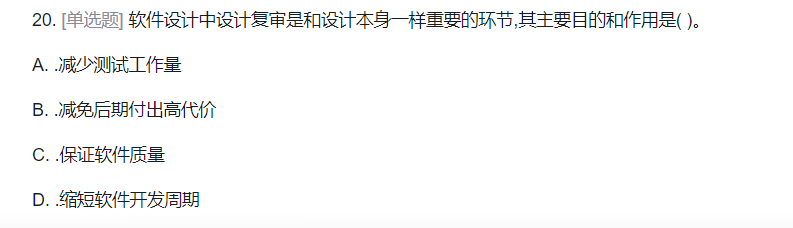 20. [单选题] 软件设计中设计复审是和设计本身一样重要的环节,其主要目的和作用是( )。
A. .减少测试工作量
B. .减免后期付出高代价
C. .保证软件质量
D. .缩短软件开发周期